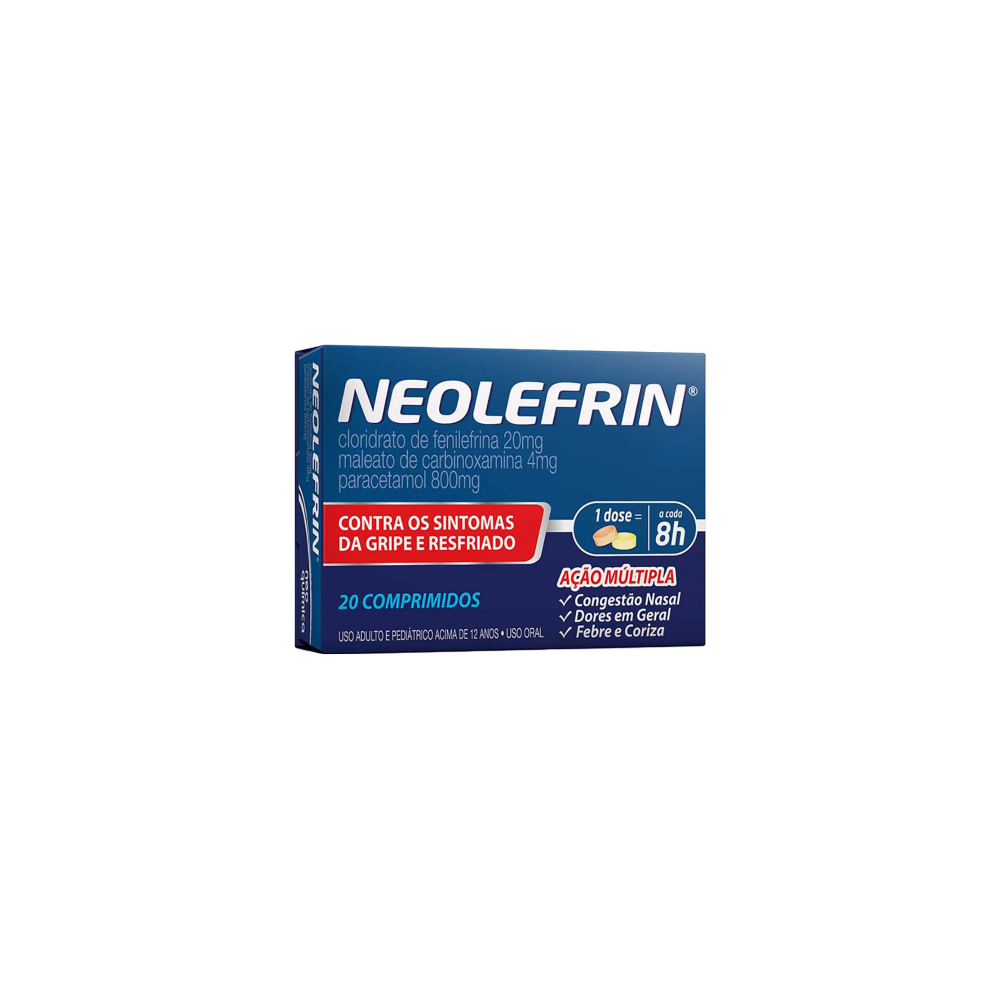 NEOLEFRIN®
cloridrato de fenilefrina 20mg
maleato de carbinoxamina 4mg
paracetamol 800mg
CONTRA OS SINTOMAS
DA GRIPE E RESFRIADO
1 dose =
a cada
8h
AÇÃO MÚLTIPLA
✓ Congestão Nasal
✓ Dores em Geral
✓ Febre e Coriza
20 COMPRIMIDOS
USO ADULTO E PEDIÁTRICO ACIMA DE 12 ANOS • USO ORAL
NEOLEFRIN
neo
química